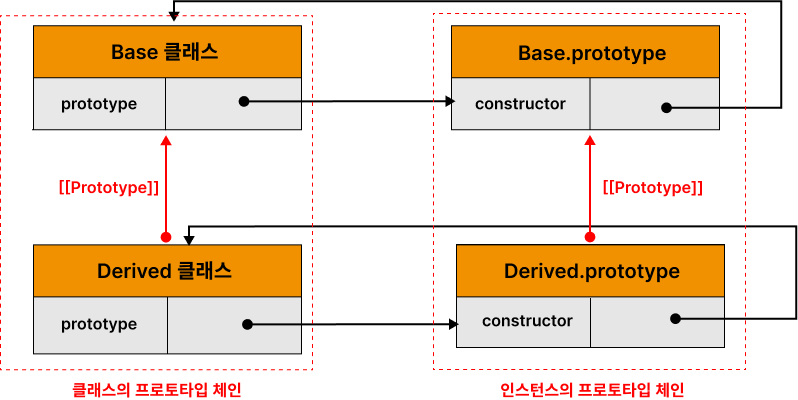 Base 클래스
Base.prototype
prototype
constructor
[[Prototype]]
[[Prototype]]
Derived 클래스
Derived.prototype
prototype
constructor
클래스의 프로토타입 체인
인스턴스의 프로토타입 체인